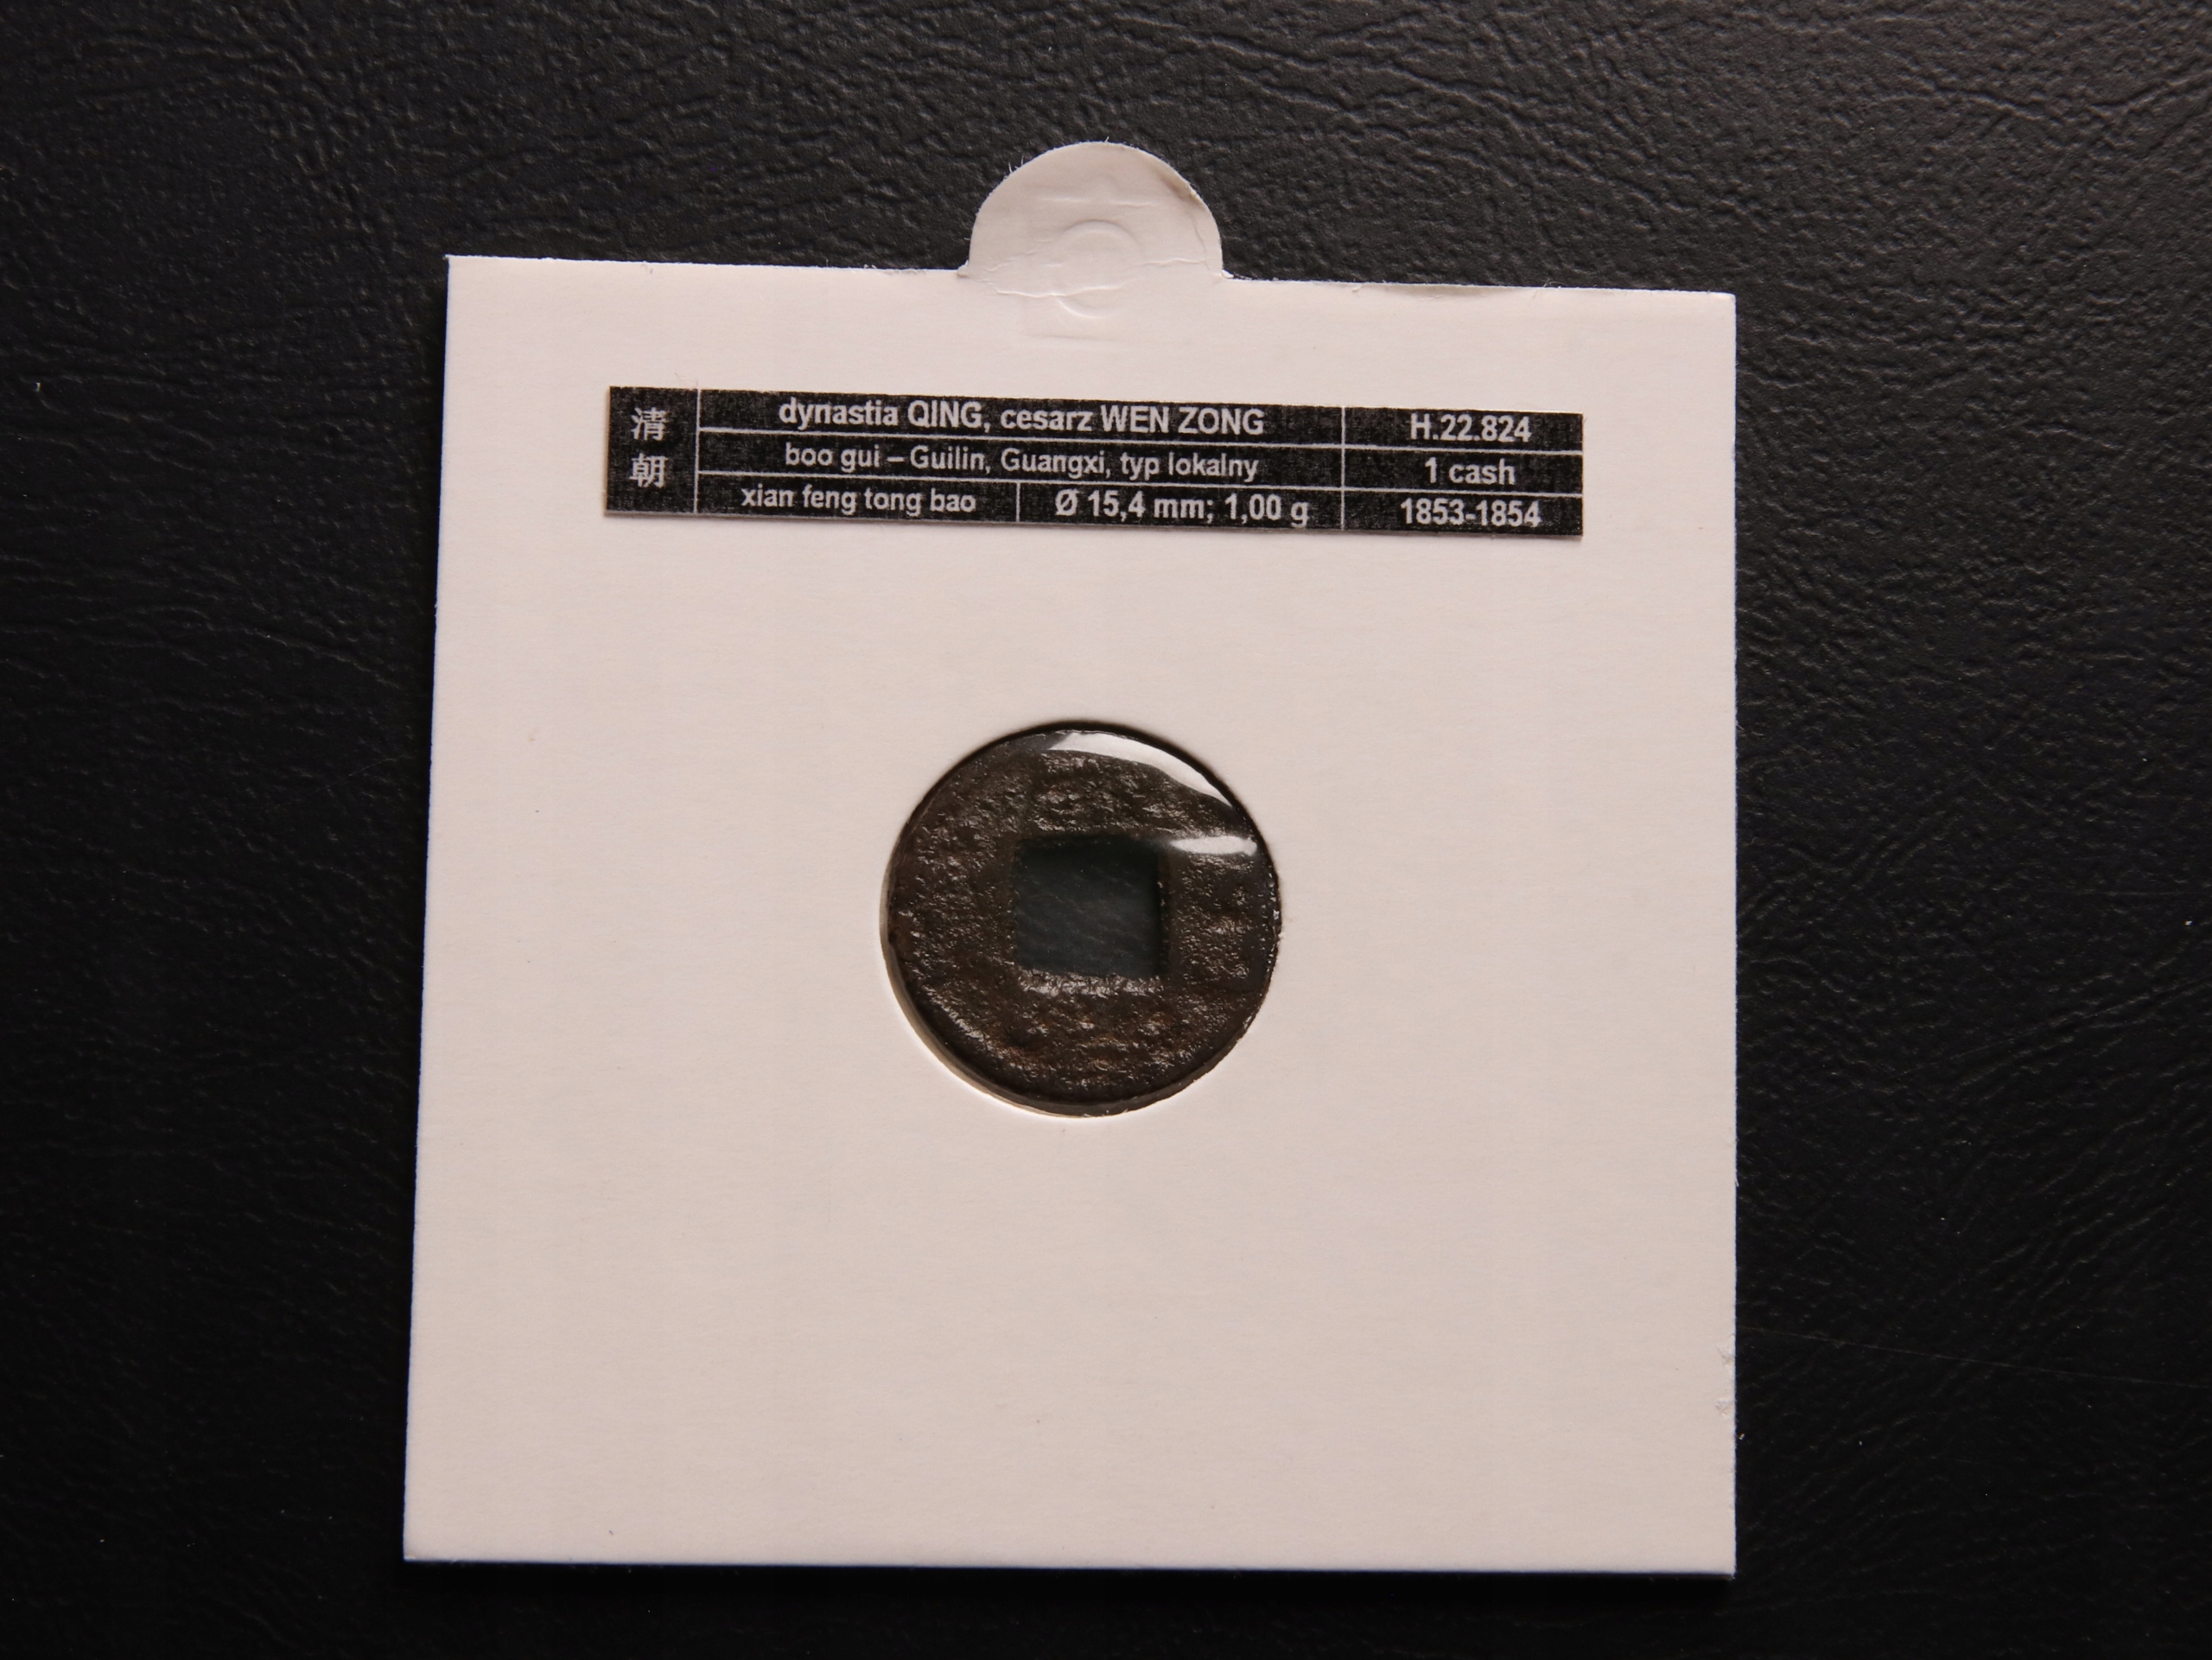 清朝
dynastia QING, cesarz WEN ZONG H.22.824
boo gui – Guilin, Guangxi, typ lokalny 1 cash
xian feng tong bao Ø 15,4 mm; 1,00 g 1853-1854